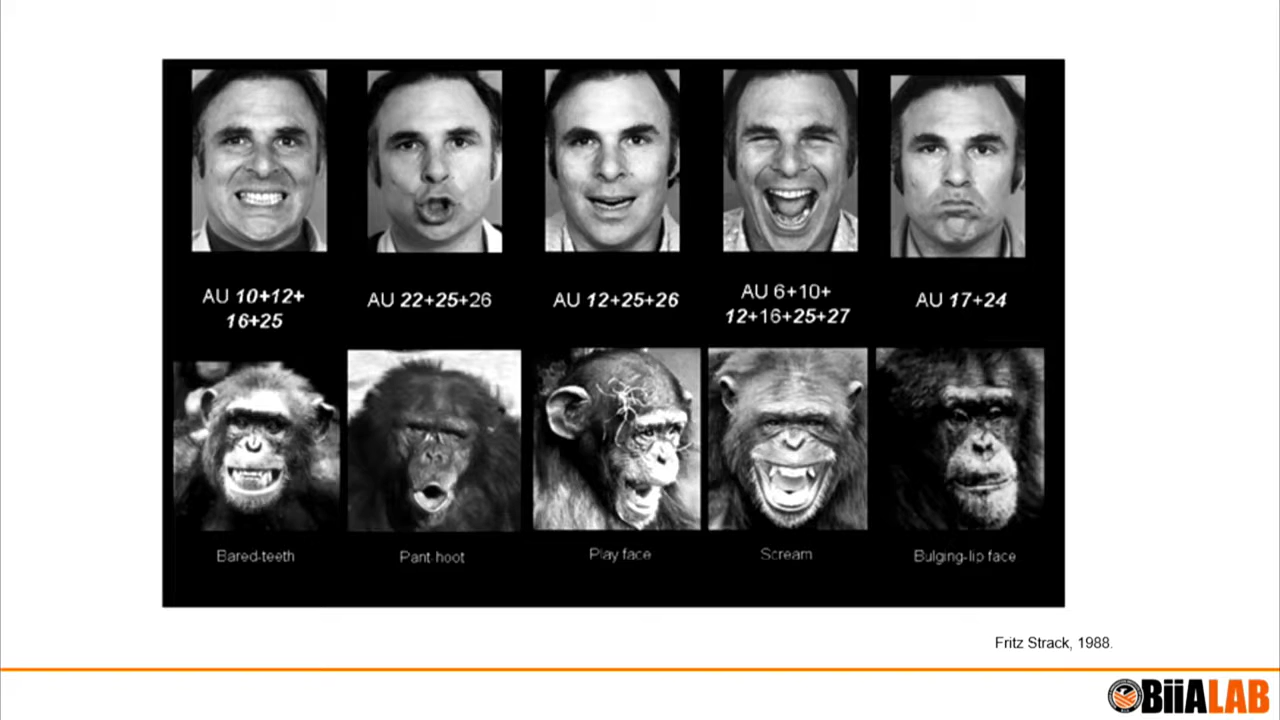 AU 10+12+
16+25
AU 22+25+26
AU 12+25+26
AU 6+10+
12+16+25+27
AU 17+24
Bared-teeth
Pant-hoot
Play face
Scream
Bulging-lip face
Fritz Strack, 1988.
BiiALAB